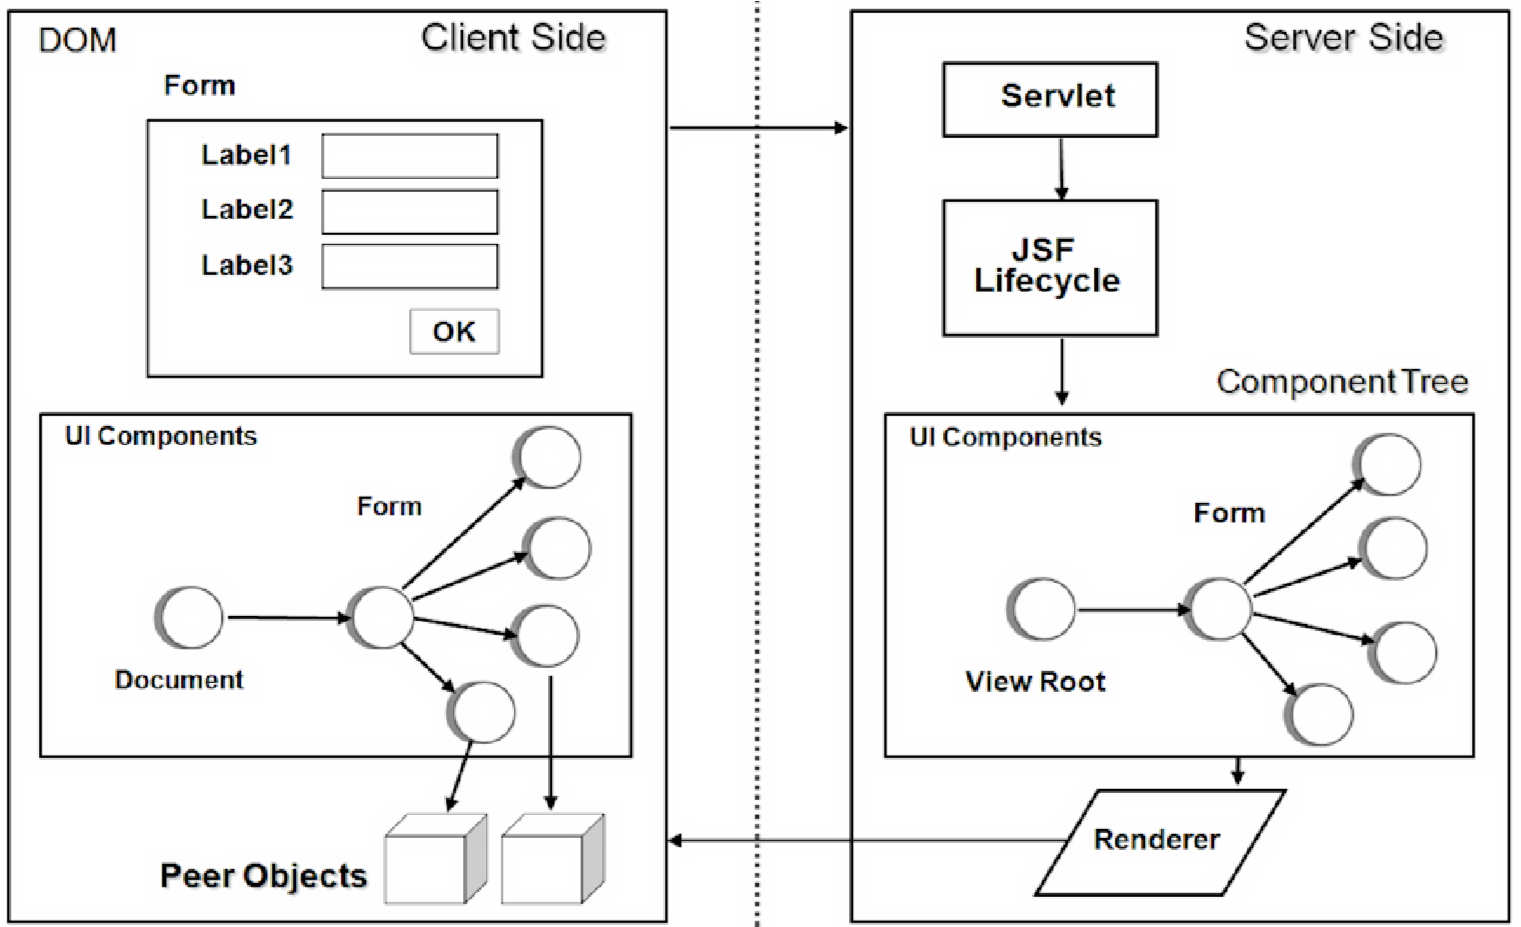 DOM
Client Side
Form
Label1
Label2
Label3
OK
UI Components
Form
Document
Peer Objects
Server Side
Servlet
JSF
Lifecycle
Component Tree
UI Components
Form
View Root
Renderer